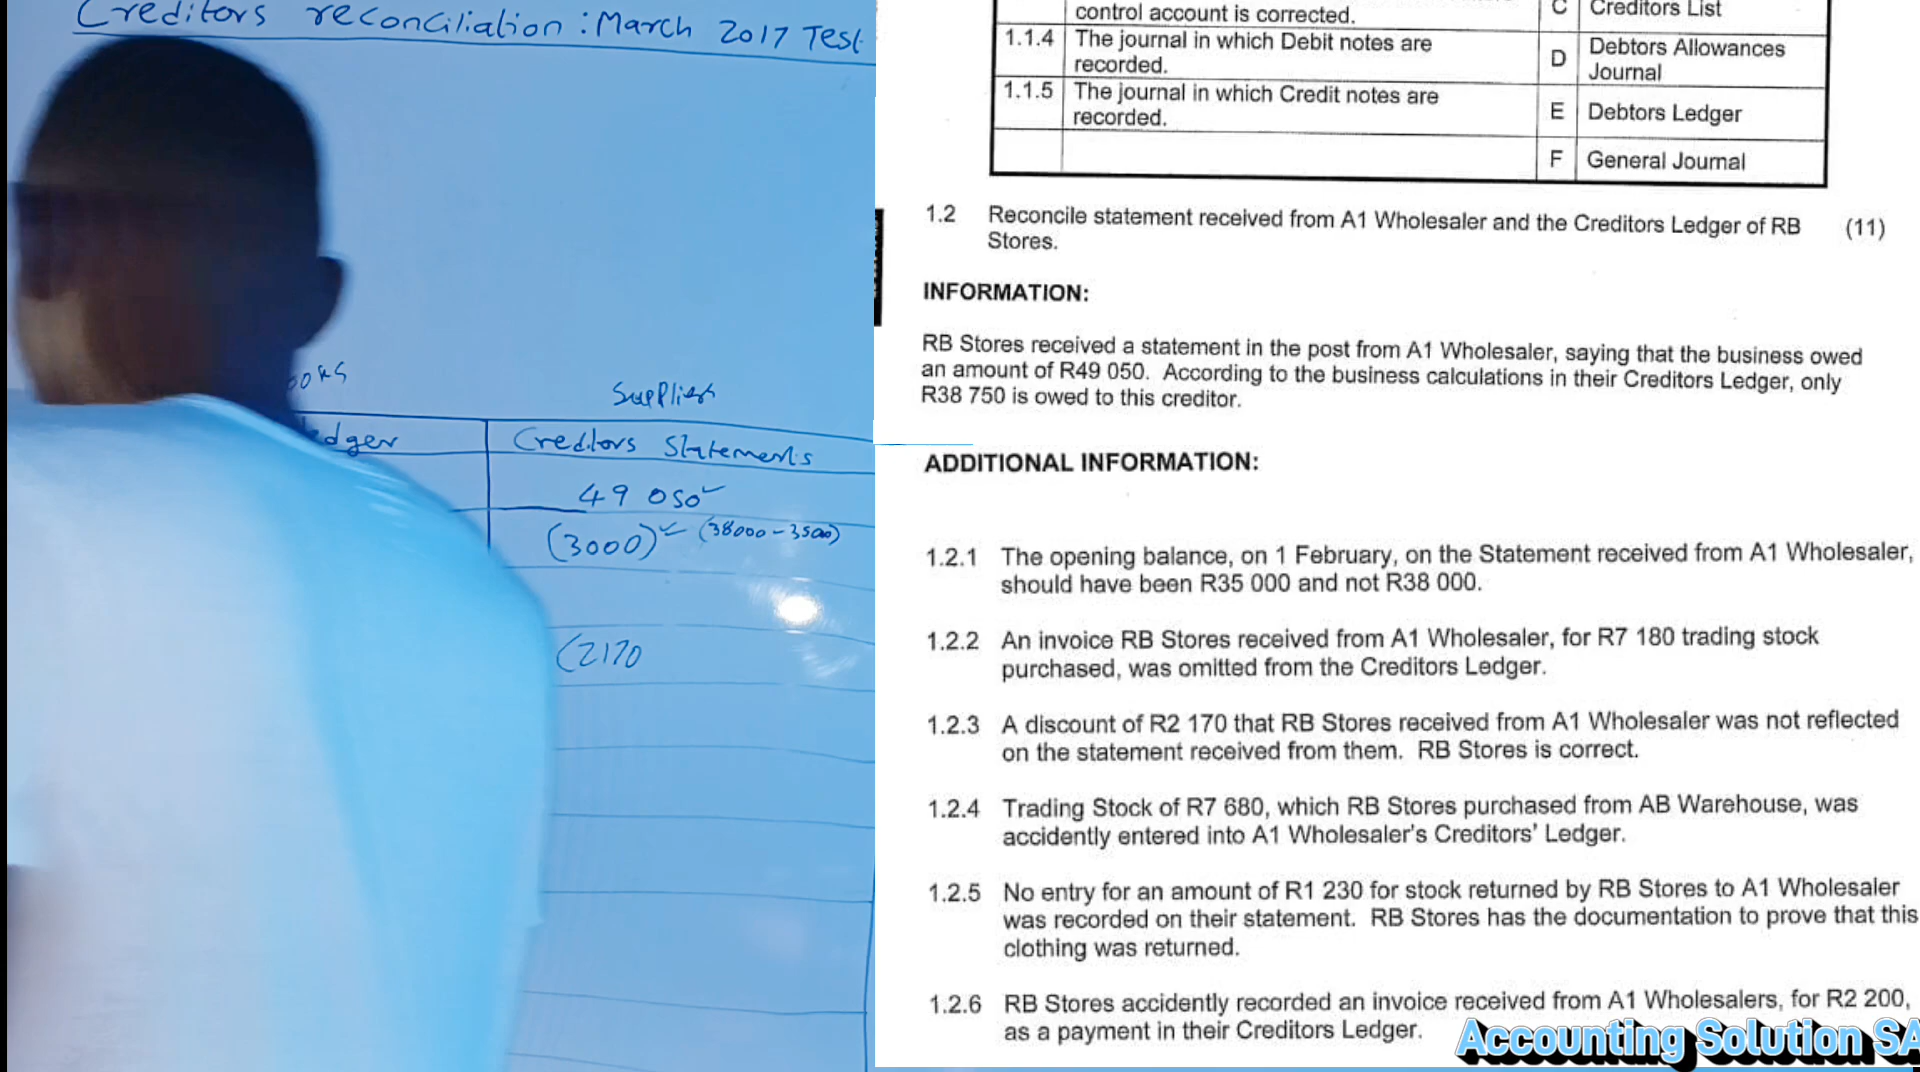 Creditors reconciliation: March 2017 Test
Supplier
Creditors Statements
49 050
(3000) (38000-3500)
(2170
control account is corrected.
C Creditors List
1.1.4 The journal in which Debit notes are
recorded.
D Debtors Allowances
Journal
1.1.5 The journal in which Credit notes are
recorded.
E Debtors Ledger
F General Journal
1.2 Reconcile statement received from A1 Wholesaler and the Creditors Ledger of RB (11)
Stores.
INFORMATION:
RB Stores received a statement in the post from A1 Wholesaler, saying that the business owed
an amount of R49 050. According to the business calculations in their Creditors Ledger, only
R38 750 is owed to this creditor.
ADDITIONAL INFORMATION:
1.2.1 The opening balance, on 1 February, on the Statement received from A1 Wholesaler,
should have been R35 000 and not R38 000.
1.2.2 An invoice RB Stores received from A1 Wholesaler, for R7 180 trading stock
purchased, was omitted from the Creditors Ledger.
1.2.3 A discount of R2 170 that RB Stores received from A1 Wholesaler was not reflected
on the statement received from them. RB Stores is correct.
1.2.4 Trading Stock of R7 680, which RB Stores purchased from AB Warehouse, was
accidently entered into A1 Wholesaler's Creditors' Ledger.
1.2.5 No entry for an amount of R1 230 for stock returned by RB Stores to A1 Wholesaler
was recorded on their statement. RB Stores has the documentation to prove that this
clothing was returned.
1.2.6 RB Stores accidently recorded an invoice received from A1 Wholesalers, for R2 200,
as a payment in their Creditors Ledger.
Accounting Solution SA